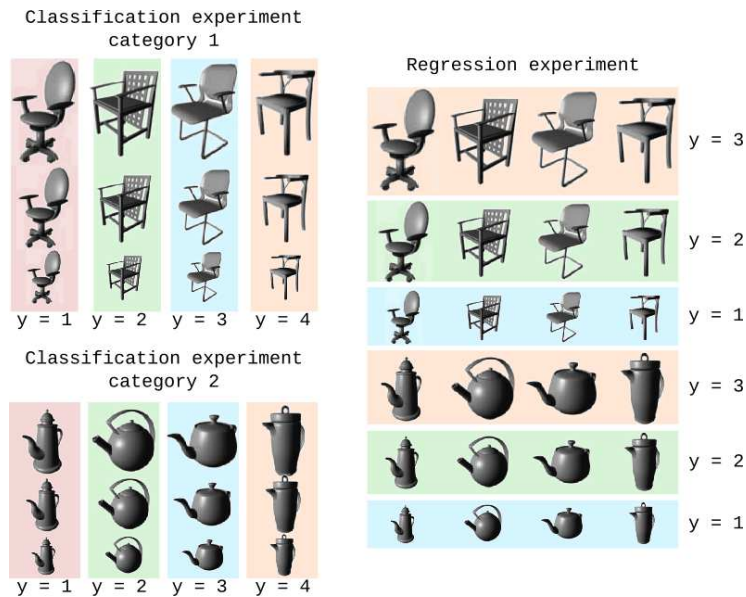 Classification experiment
category 1
y = 1 y = 2 y = 3 y = 4
Classification experiment
category 2
y = 1 y = 2 y = 3 y = 4
Regression experiment
y = 3
y = 2
y = 1
y = 3
y = 2
y = 1